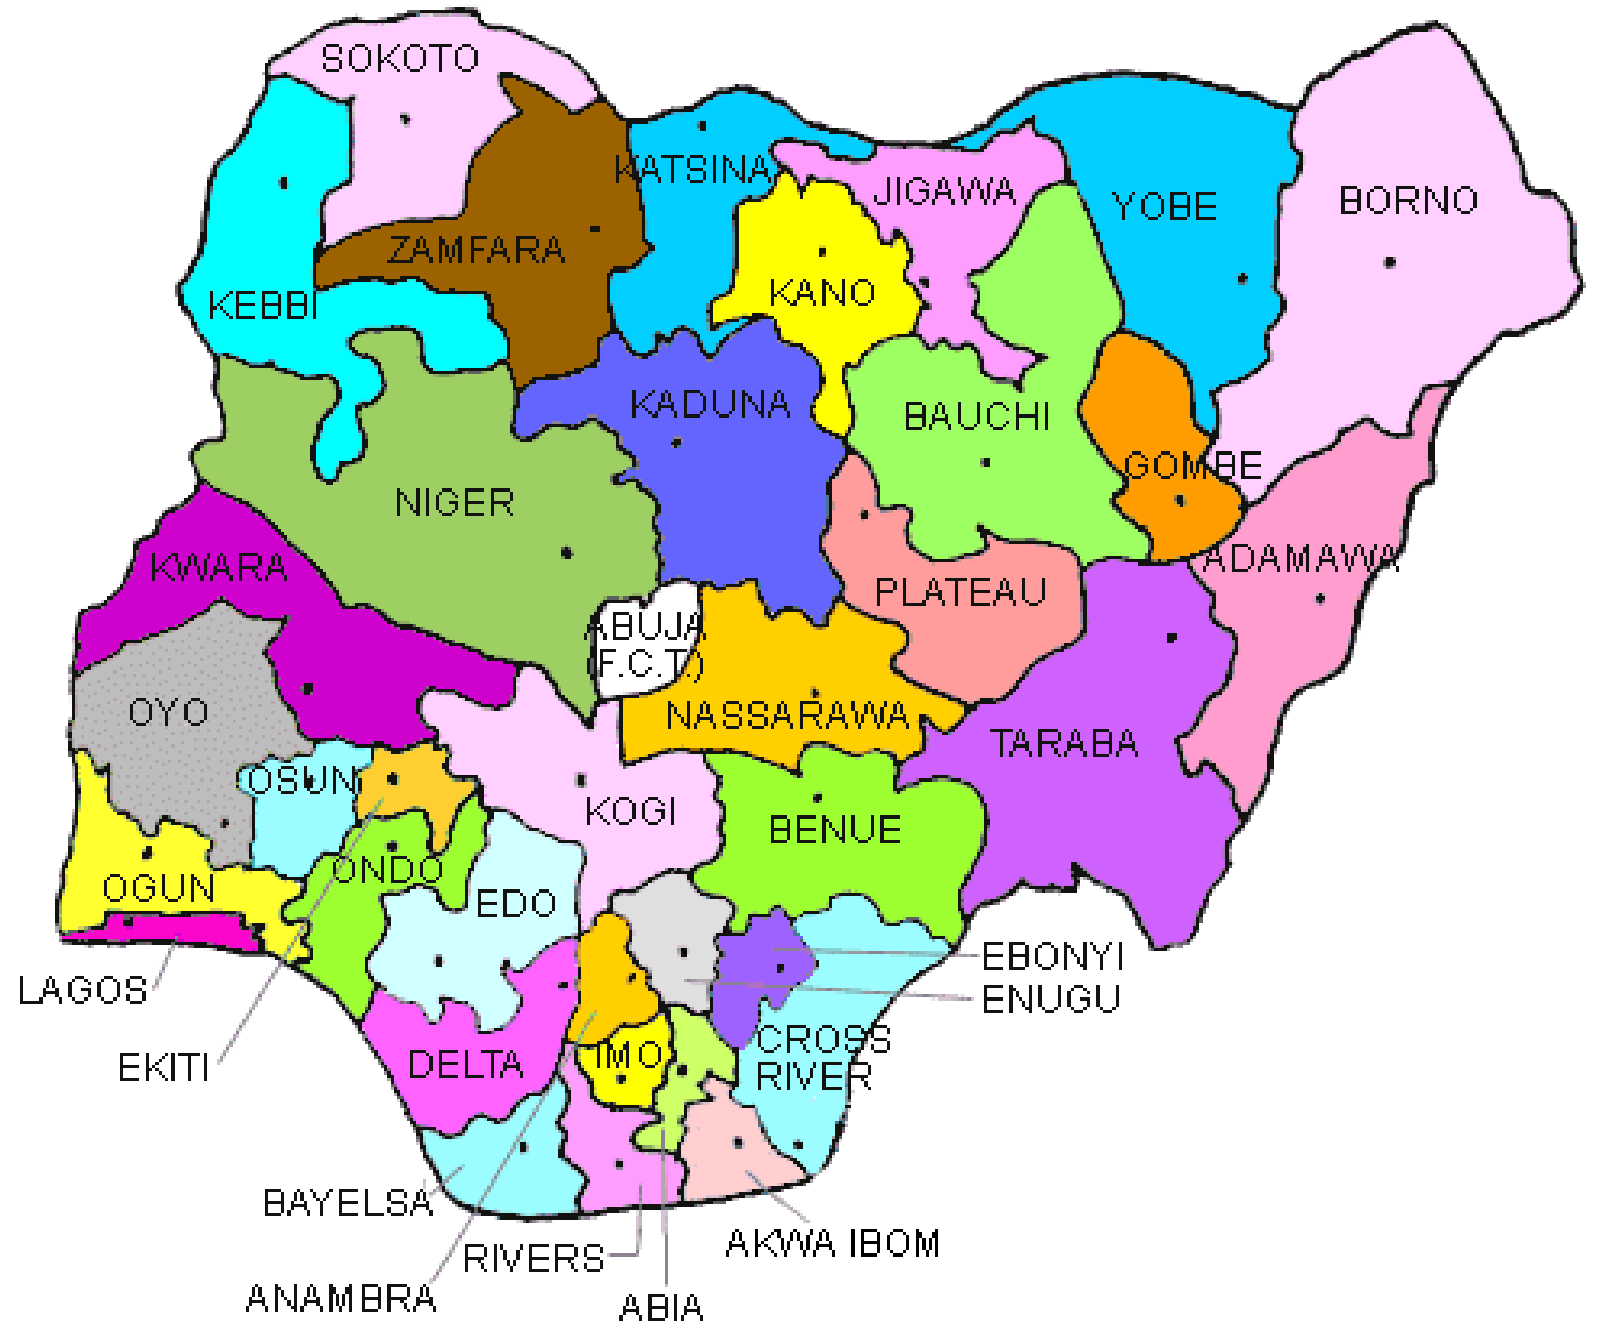 SOKOTO
KATSINA
JIGAWA
YOBE
BORNO
ZAMFARA
KEBBI
KANO
KADUNA
BAUCHI
GOMBE
NIGER
ADAMAWA
KWARA
PLATEAU
ABUJA
(F.C.T.)
OYO
NASSARAWA
TARABA
OSUN
KOGI
BENUE
ONDO
OGUN
EDO
EBONYI
LAGOS
ENUGU
CROSS
RIVER
EKITI
DELTA
IMO
BAYELSA
RIVERS
AKWA IBOM
ANAMBRA
ABIA